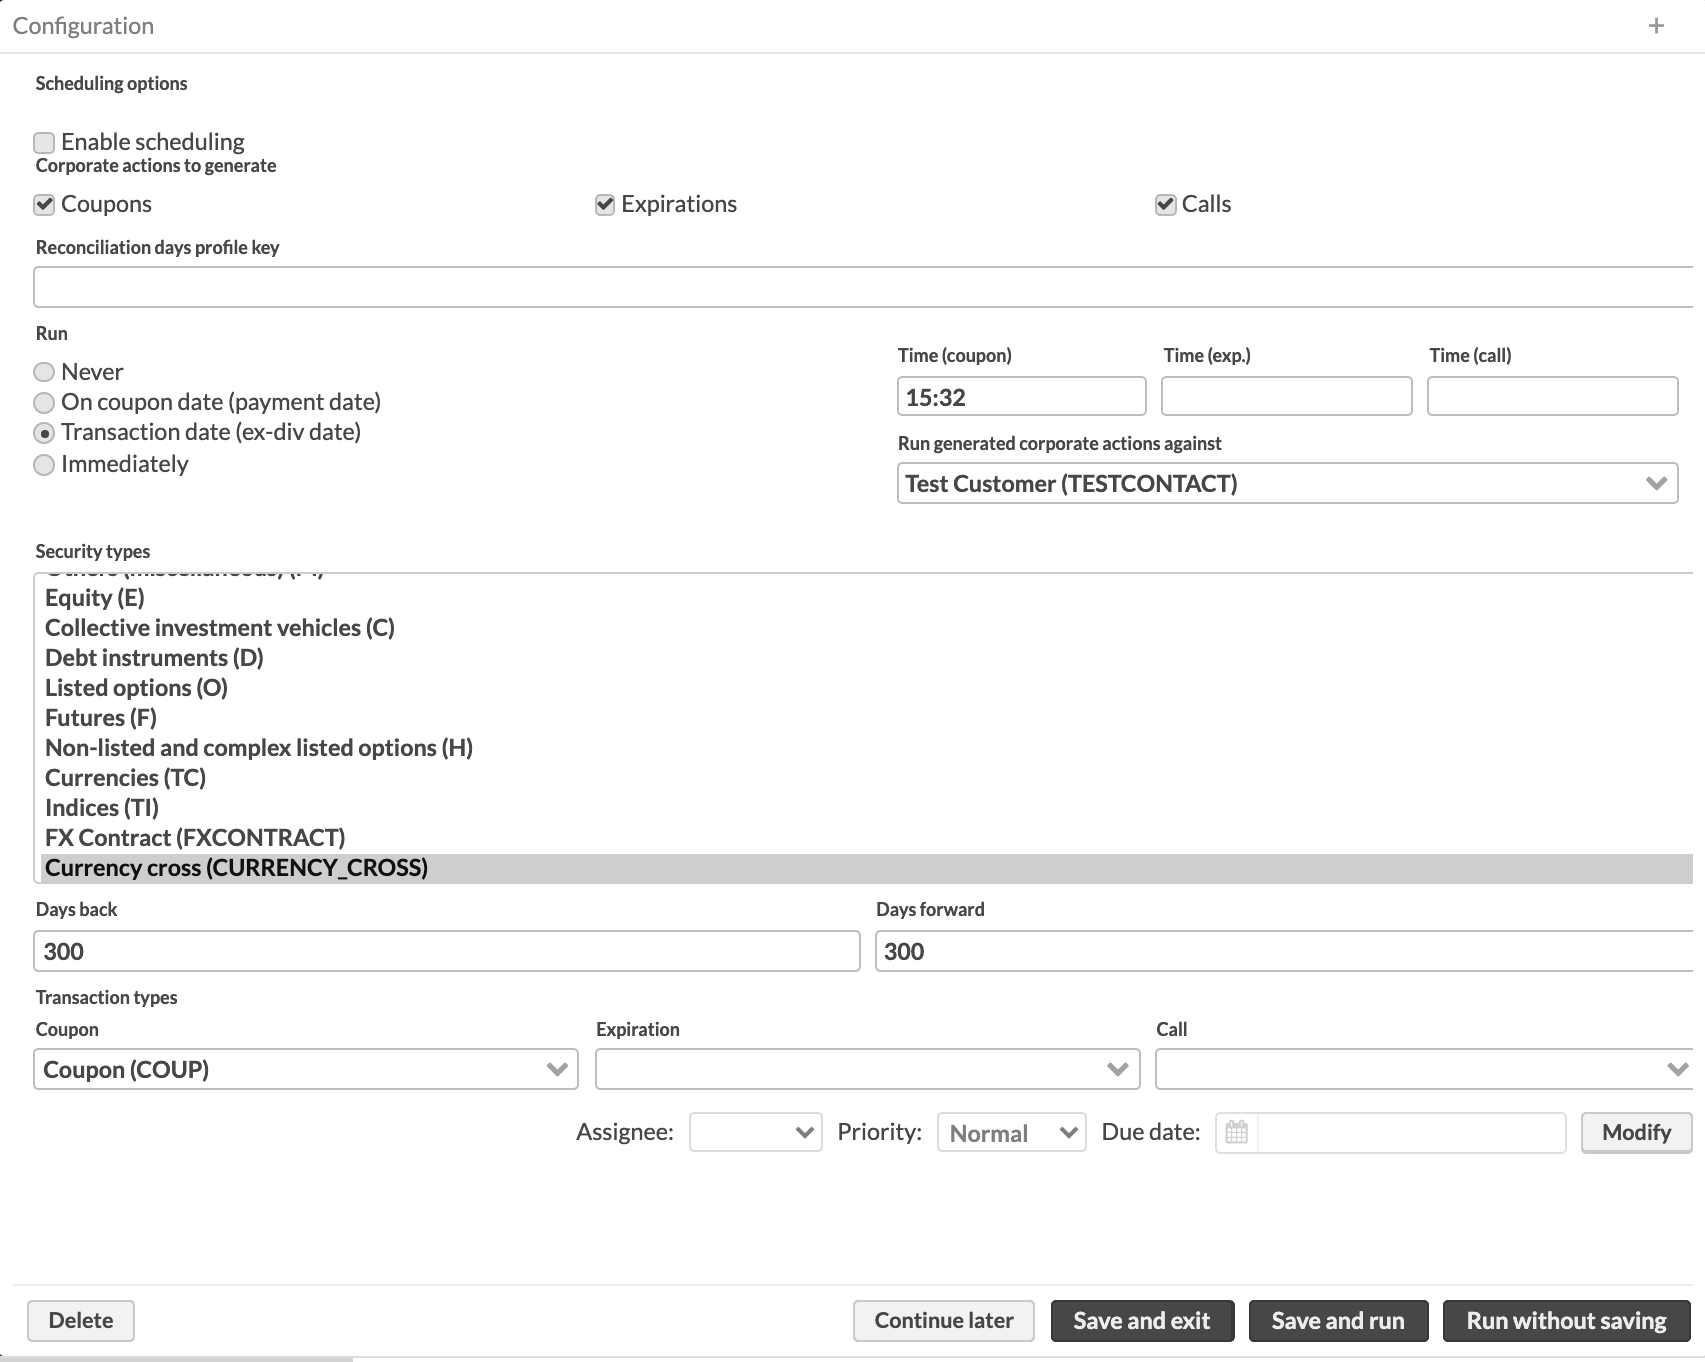 Configuration
Scheduling options
Enable scheduling
Corporate actions to generate
Coupons Expirations Calls
Reconciliation days profile key
Run
Time (coupon) Time (exp.) Time (call)
Never
15:32
On coupon date (payment date)
Transaction date (ex-div date)
Run generated corporate actions against
Immediately
Test Customer (TESTCONTACT)
Security types
Equity (E)
Collective investment vehicles (C)
Debt instruments (D)
Listed options (O)
Futures (F)
Non-listed and complex listed options (H)
Currencies (TC)
Indices (TI)
FX Contract (FXCONTRACT)
Currency cross (CURRENCY_CROSS)
Days back Days forward
300 300
Transaction types
Coupon Expiration Call
Coupon (COUP)
Assignee: Priority: Normal Due date: Modify
Delete Continue later Save and exit Save and run Run without saving